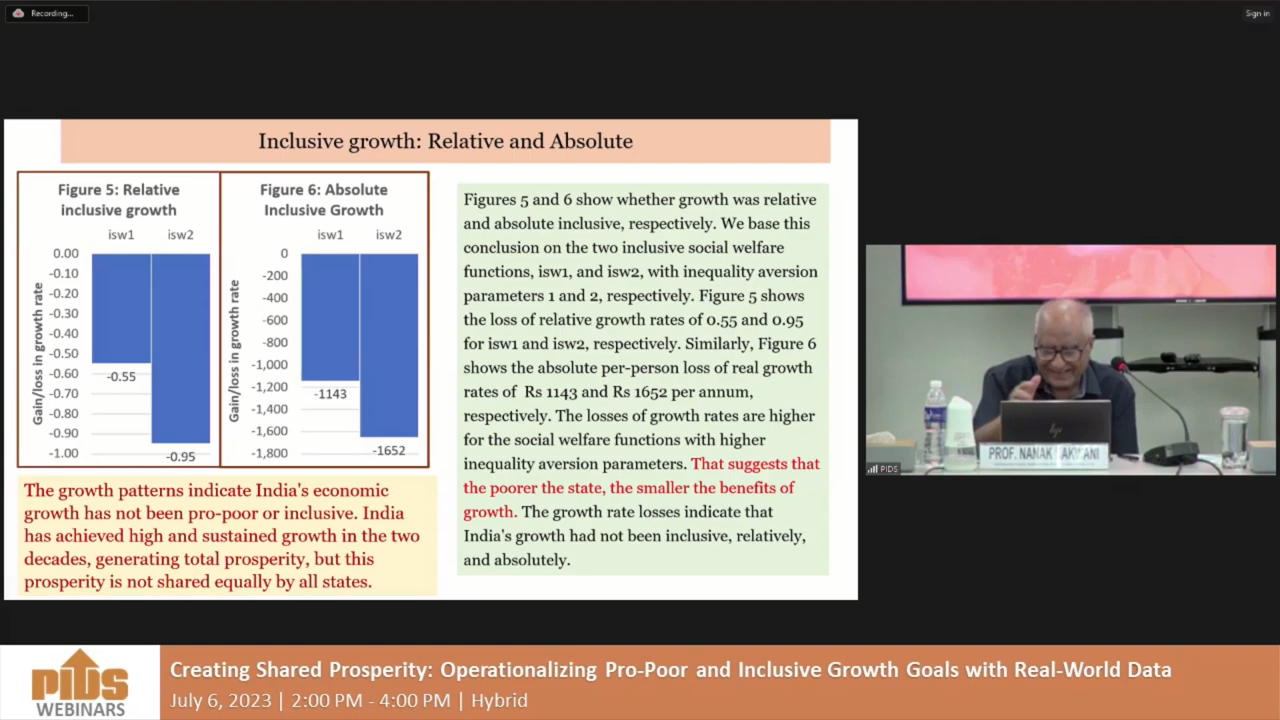 Recording...
Sign in
Inclusive growth: Relative and Absolute
Figure 5: Relative
inclusive growth
isw1 isw2
Gain/loss in growth rate
0.00
-0.10
-0.20
-0.30
-0.40
-0.50
-0.60
-0.70
-0.80
-0.90
-1.00
-0.55
-0.95
Figure 6: Absolute
Inclusive Growth
isw1 isw2
Gain/loss in growth rate
0
-200
-400
-600
-800
-1,000
-1,200
-1,400
-1,600
-1,800
-1143
-1652
The growth patterns indicate India's economic
growth has not been pro-poor or inclusive. India
has achieved high and sustained growth in the two
decades, generating total prosperity, but this
prosperity is not shared equally by all states.
Figures 5 and 6 show whether growth was relative
and absolute inclusive, respectively. We base this
conclusion on the two inclusive social welfare
functions, isw1, and isw2, with inequality aversion
parameters 1 and 2, respectively. Figure 5 shows
the loss of relative growth rates of 0.55 and 0.95
for isw1 and isw2, respectively. Similarly, Figure 6
shows the absolute per-person loss of real growth
rates of Rs 1143 and Rs 1652 per annum,
respectively. The losses of growth rates are higher
for the social welfare functions with higher
inequality aversion parameters. That suggests that
the poorer the state, the smaller the benefits of
growth. The growth rate losses indicate that
India's growth had not been inclusive, relatively,
and absolutely.
hp
PROF. NANAK
PIDS
PIDS
WEBINARS
Creating Shared Prosperity: Operationalizing Pro-Poor and Inclusive Growth Goals with Real-World Data
July 6, 2023 | 2:00 PM - 4:00 PM | Hybrid